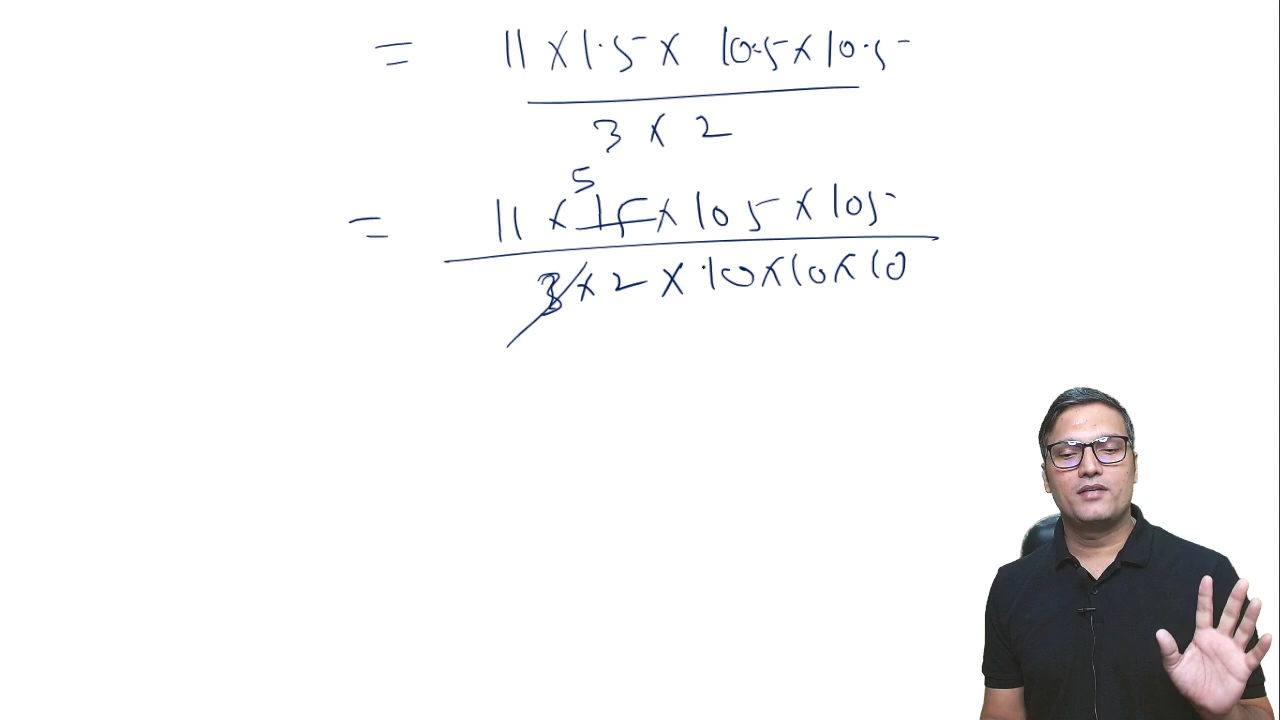 = 11 × 1.5 × 10.5 × 10.5
3 × 2
5
= 11 × 15 × 105 × 105
3 × 2 × 10 × 10 × 10